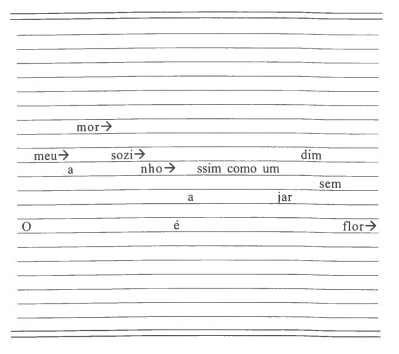 mor→
meu→ sozi→ dim
a nho→ ssim como um
sem
a jar
O é flor→